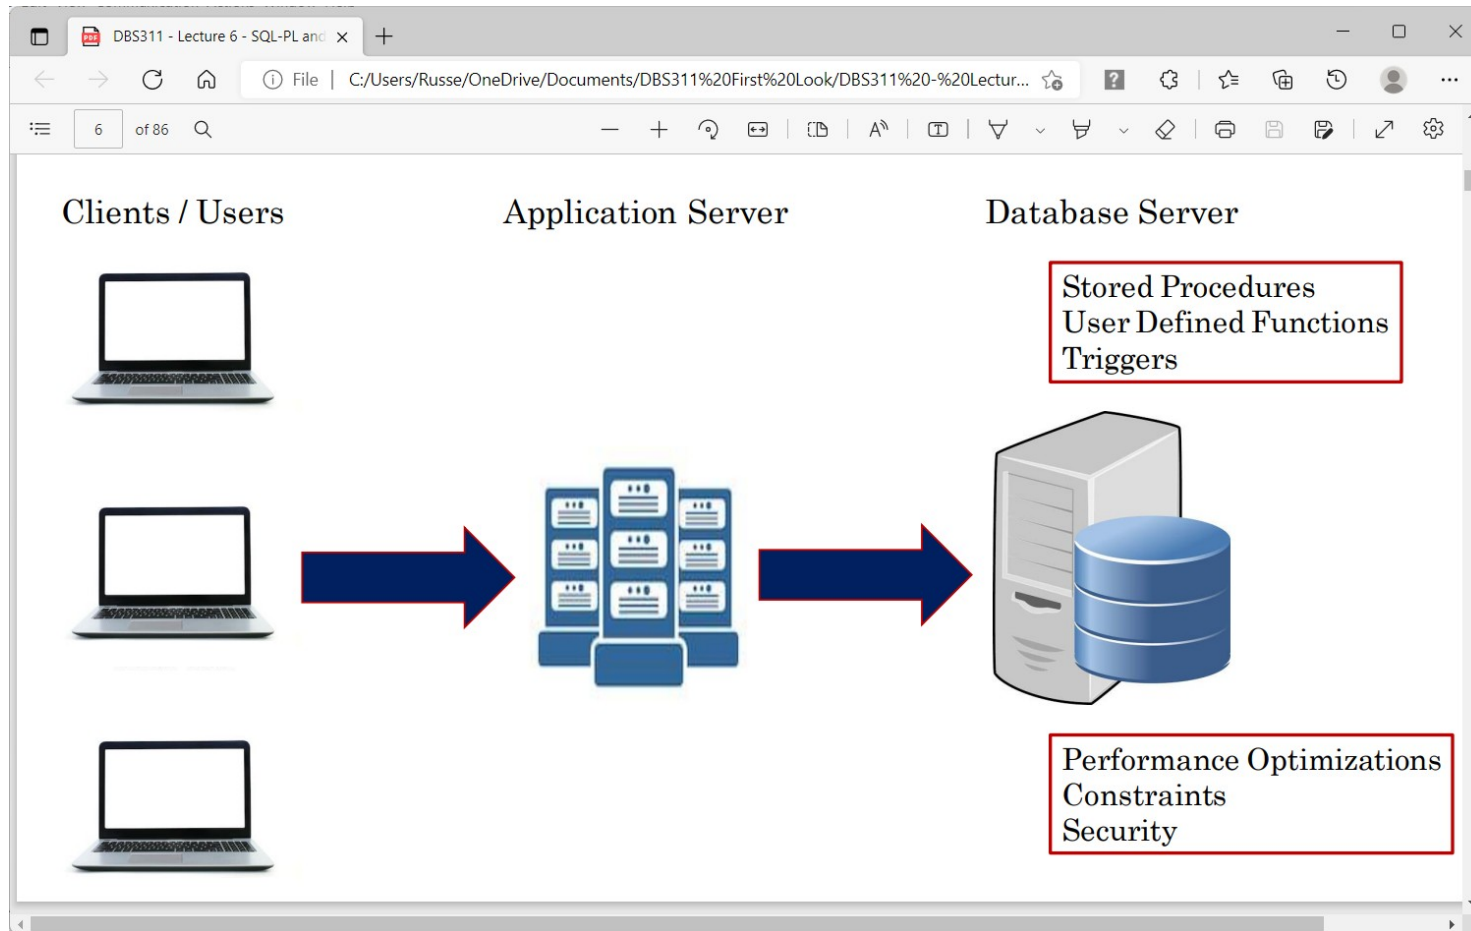 DBS311 - Lecture 6 - SQL-PL and
File | C:/Users/Russe/OneDrive/Documents/DBS311%20First%20Look/DBS311%20-%20Lectur...
6 of 86
Clients / Users
Application Server
Database Server
Stored Procedures
User Defined Functions
Triggers
Performance Optimizations
Constraints
Security